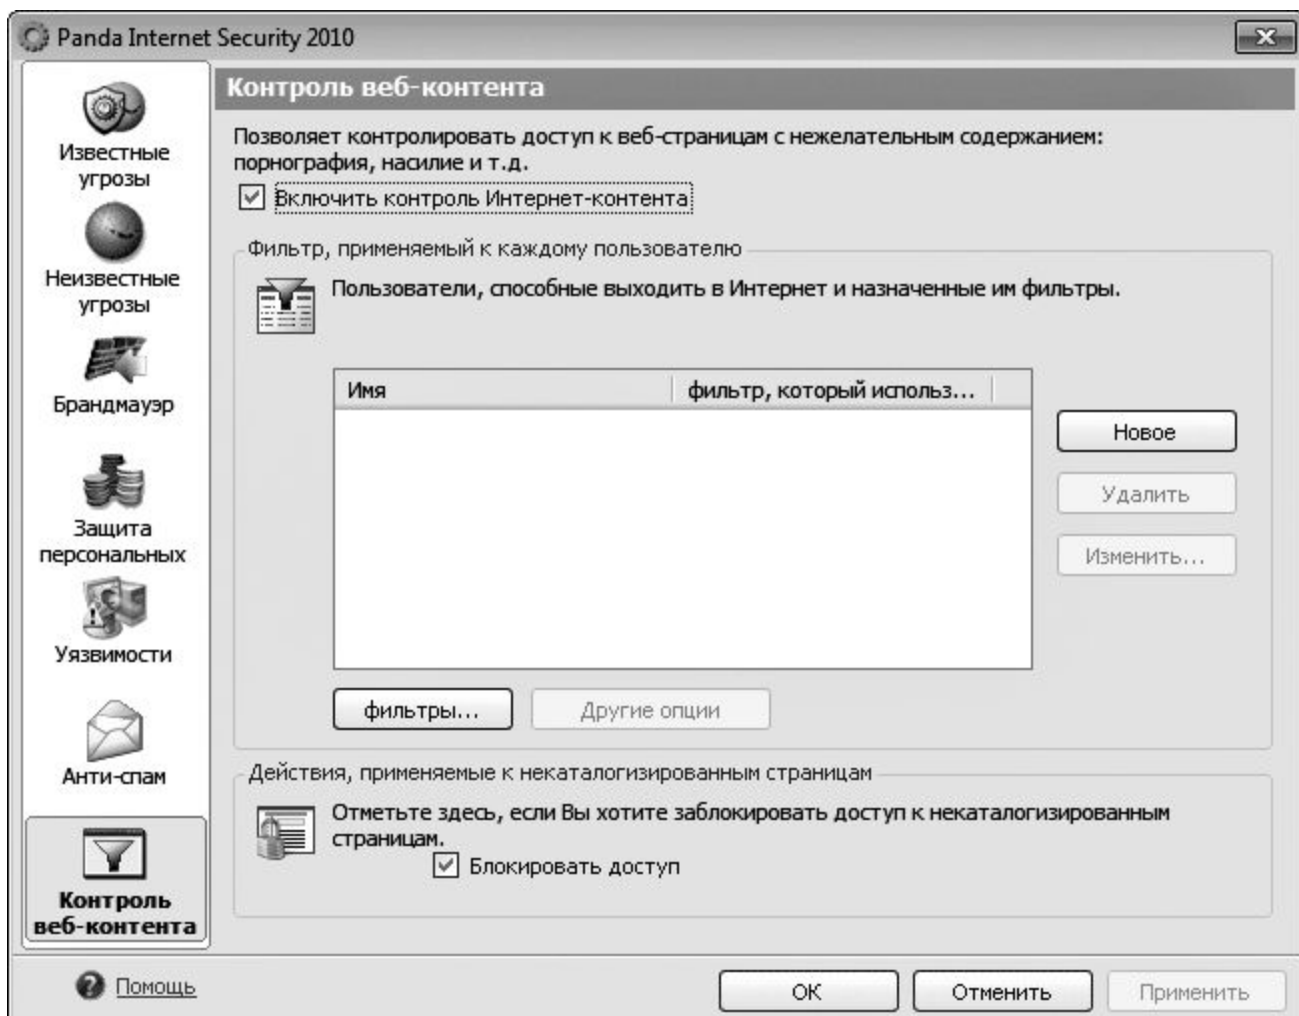 Panda Internet Security 2010
Известные
угрозы
Неизвестные
угрозы
Брандмауэр
Защита
персональных
Уязвимости
Анти-спам
Контроль
веб-контента
Контроль веб-контента
Позволяет контролировать доступ к веб-страницам с нежелательным содержанием:
порнография, насилие и т.д.
Включить контроль Интернет-контента
Фильтр, применяемый к каждому пользователю
Пользователи, способные выходить в Интернет и назначенные им фильтры.
Имя фильтр, который использ...
Новое
Удалить
Изменить...
фильтры... Другие опции
Действия, применяемые к некаталогизированным страницам
Отметьте здесь, если Вы хотите заблокировать доступ к некаталогизированным
страницам.
Блокировать доступ
Помощь
ОК Отменить Применить